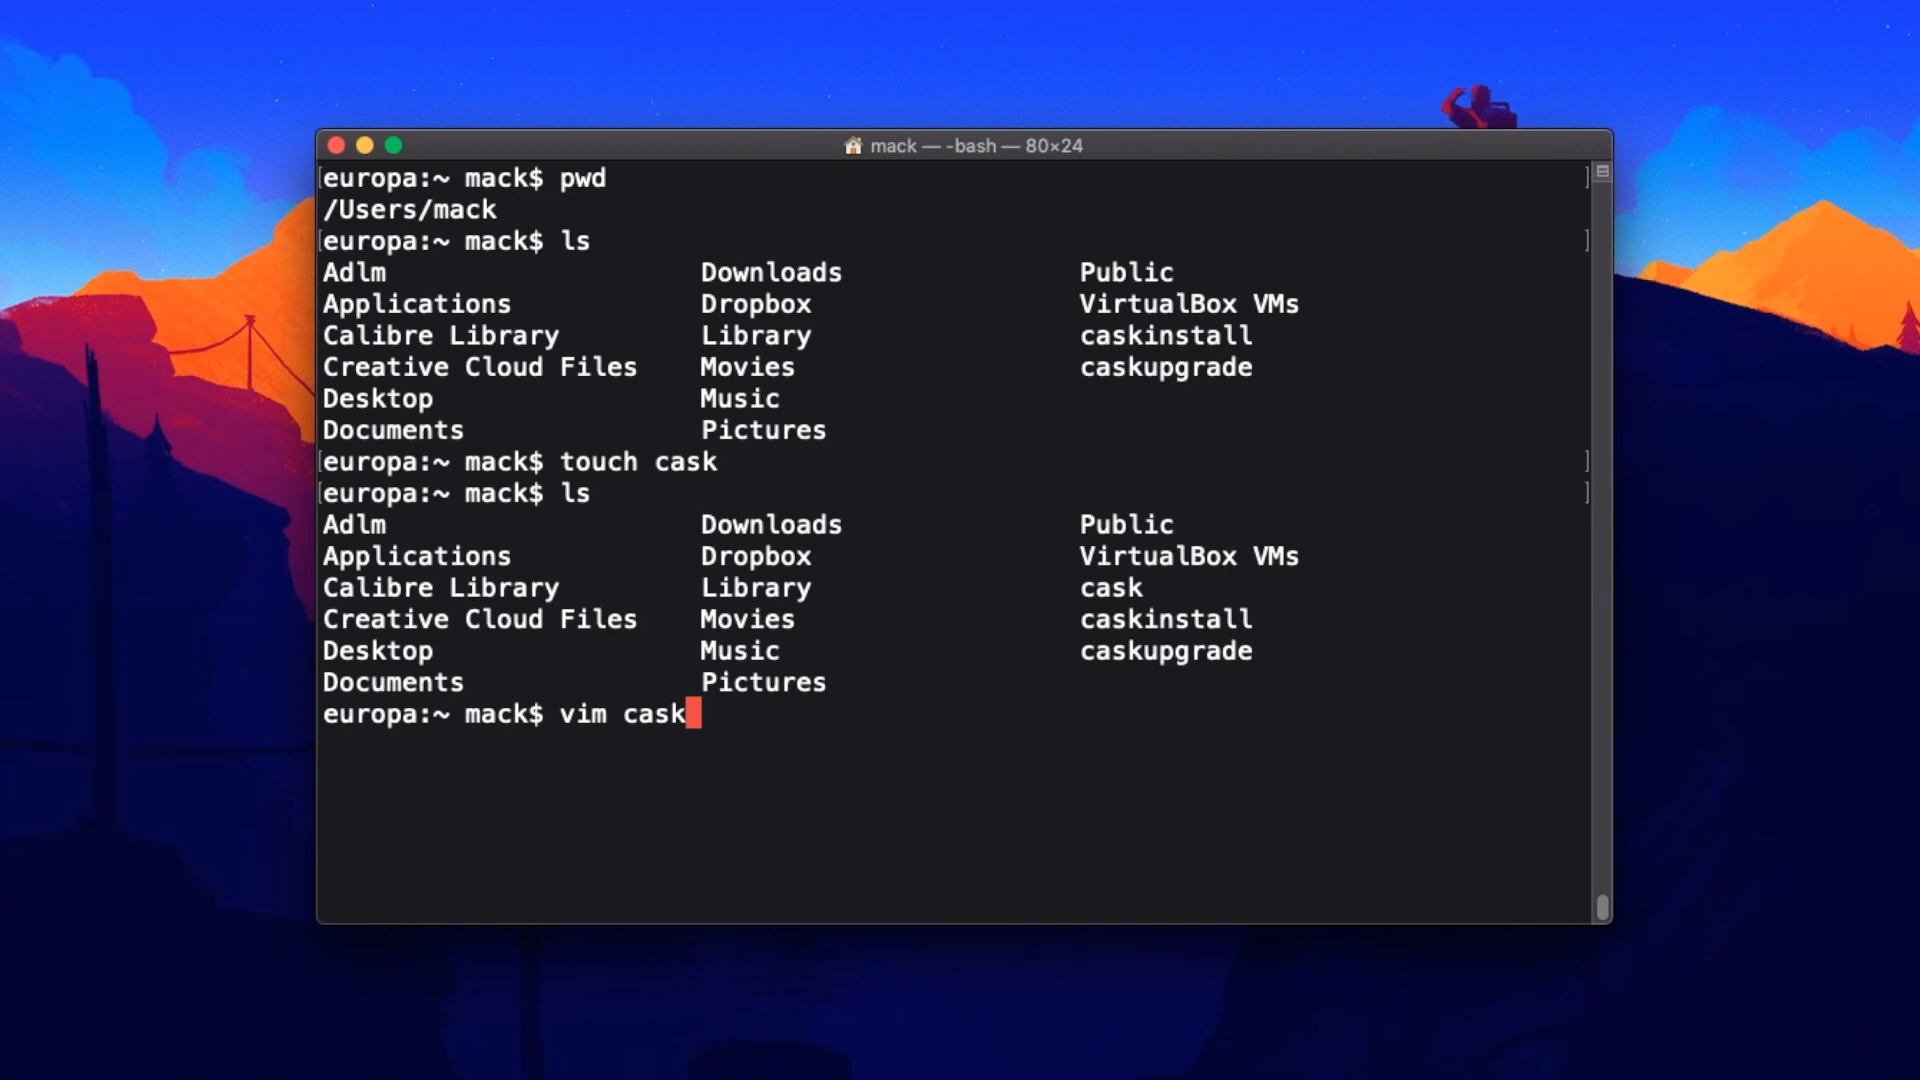 mack — -bash — 80×24
europa:~ mack$ pwd
/Users/mack
europa:~ mack$ ls
Adlm Downloads Public
Applications Dropbox VirtualBox VMs
Calibre Library Library caskinstall
Creative Cloud Files Movies caskupgrade
Desktop Music
Documents Pictures
europa:~ mack$ touch cask
europa:~ mack$ ls
Adlm Downloads Public
Applications Dropbox VirtualBox VMs
Calibre Library Library cask
Creative Cloud Files Movies caskinstall
Desktop Music caskupgrade
Documents Pictures
europa:~ mack$ vim cask